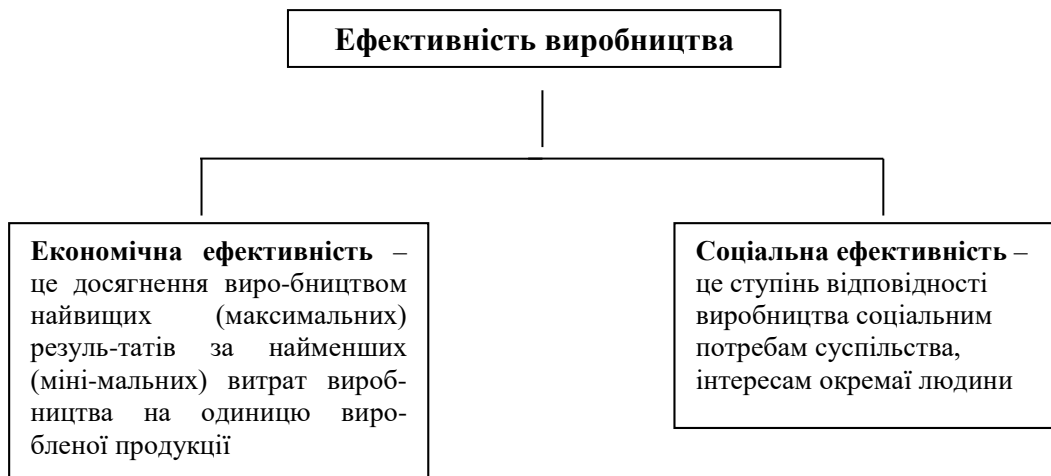 Ефективність виробництва
Економічна ефективність –
це досягнення виро-бництвом
найвищих (максимальних)
резуль-татів за найменших
(міні-мальних) витрат вироб-
ництва на одиницю виро-
бленої продукції
Соціальна ефективність –
це ступінь відповідності
виробництва соціальним
потребам суспільства,
інтересам окремаї людини